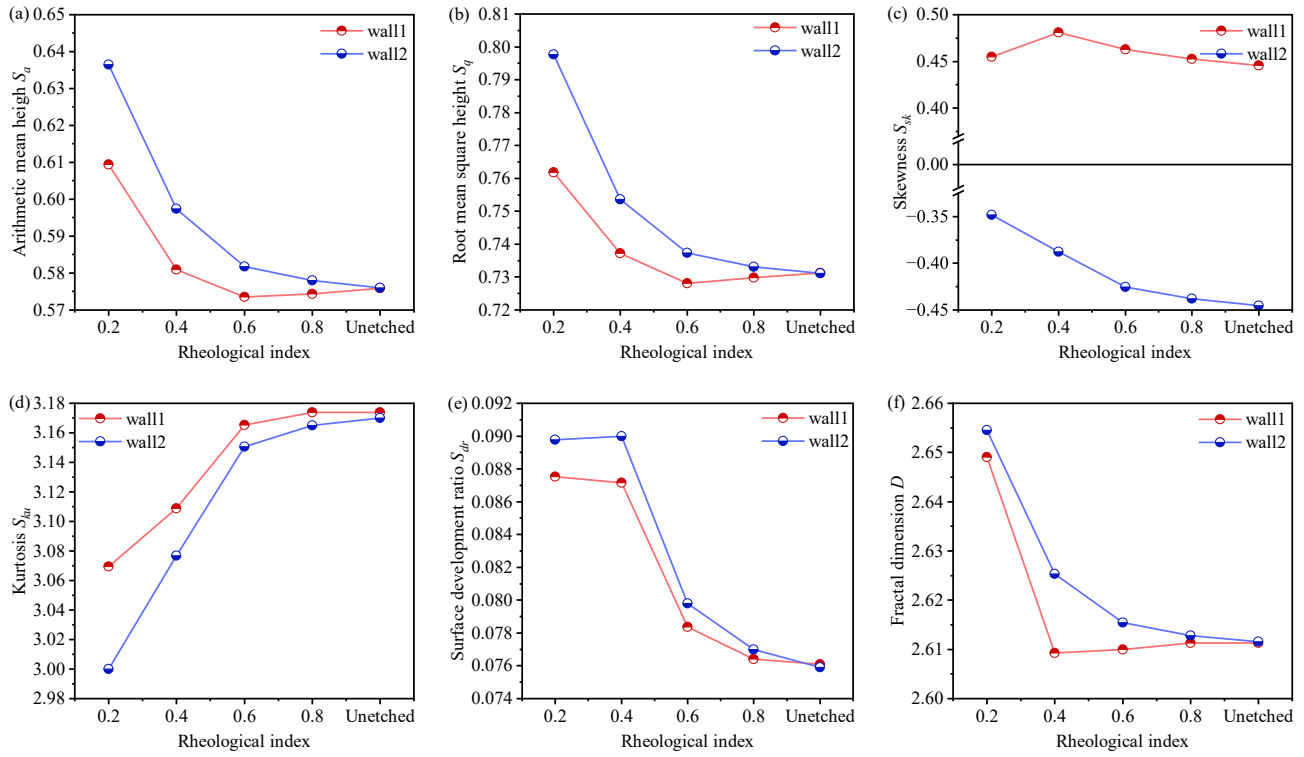 (a)
wall1
wall2
Arithmetic mean heigh Sa
0.65
0.64
0.63
0.62
0.61
0.60
0.59
0.58
0.57
0.2 0.4 0.6 0.8 Unetched
Rheological index
(b)
wall1
wall2
Root mean square height Sq
0.81
0.80
0.79
0.78
0.77
0.76
0.75
0.74
0.73
0.72
0.2 0.4 0.6 0.8 Unetched
Rheological index
(c)
wall1
wall2
Skewness Ssk
0.50
0.45
0.40
0.00
−0.35
−0.40
−0.45
0.2 0.4 0.6 0.8 Unetched
Rheological index
(d)
wall1
wall2
Kurtosis Sku
3.18
3.16
3.14
3.12
3.10
3.08
3.06
3.04
3.02
3.00
2.98
0.2 0.4 0.6 0.8 Unetched
Rheological index
(e)
wall1
wall2
Surface development ratio Sdr
0.092
0.090
0.088
0.086
0.084
0.082
0.080
0.078
0.076
0.074
0.2 0.4 0.6 0.8 Unetched
Rheological index
(f)
wall1
wall2
Fractal dimension D
2.66
2.65
2.64
2.63
2.62
2.61
2.60
0.2 0.4 0.6 0.8 Unetched
Rheological index